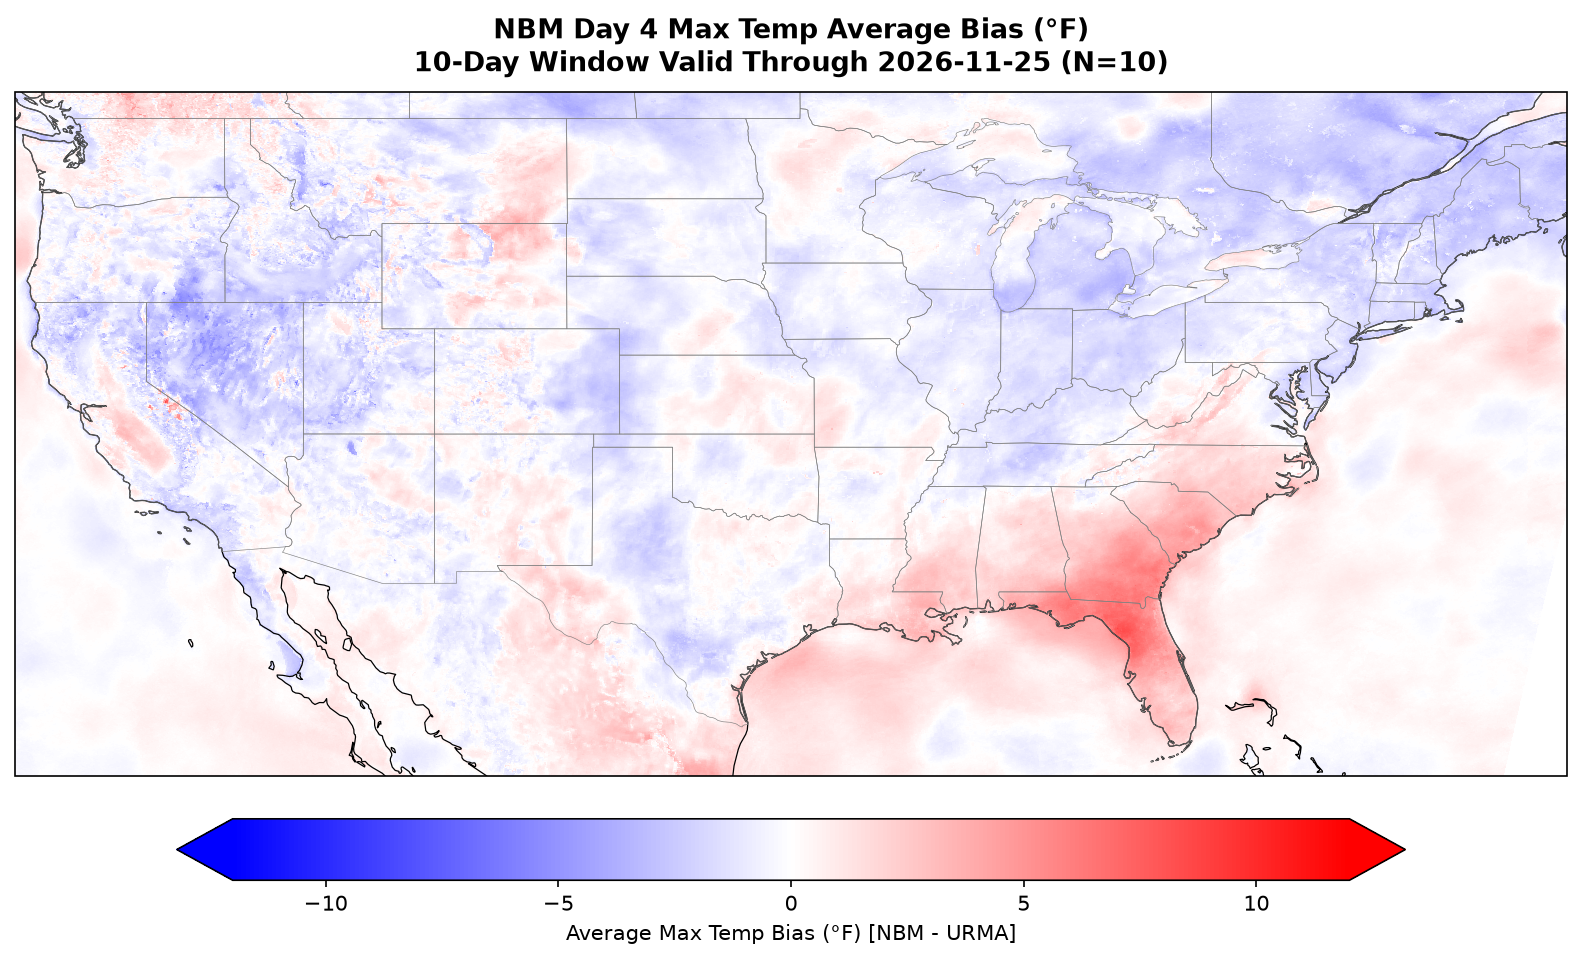 NBM Day 4 Max Temp Average Bias (°F)
10-Day Window Valid Through 2026-11-25 (N=10)
−10 −5 0 5 10
Average Max Temp Bias (°F) [NBM - URMA]